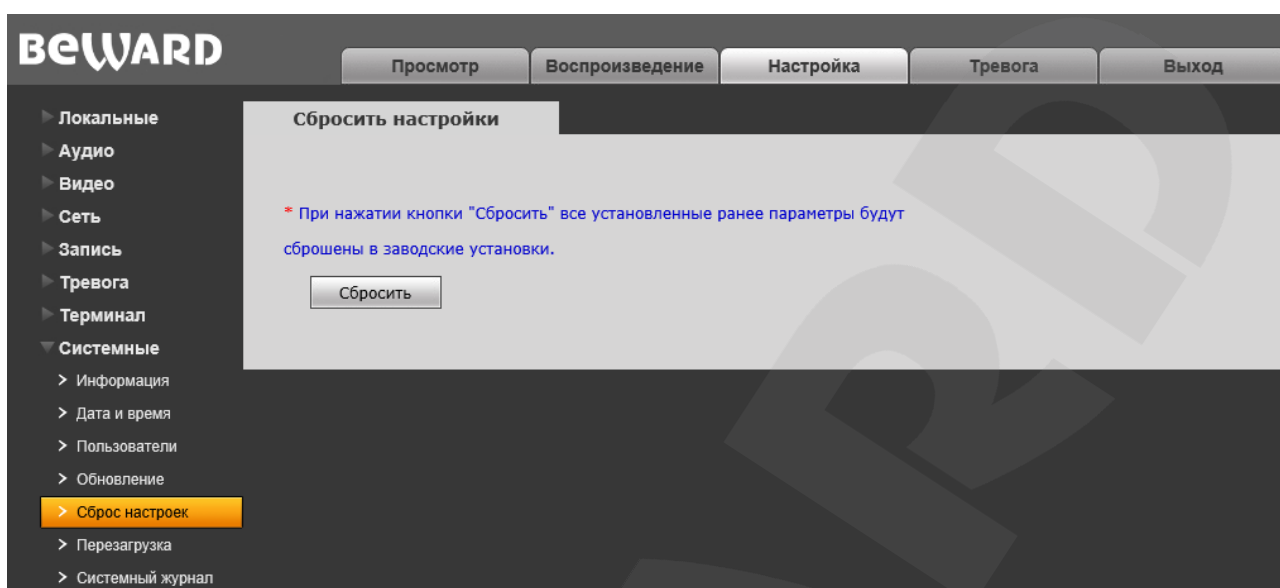 BEWARD
Просмотр Воспроизведение Настройка Тревога Выход
Локальные
Аудио
Видео
Сеть
Запись
Тревога
Терминал
Системные
> Информация
> Дата и время
> Пользователи
> Обновление
> Сброс настроек
> Перезагрузка
> Системный журнал
Сбросить настройки
* При нажатии кнопки "Сбросить" все установленные ранее параметры будут
сброшены в заводские установки.
Сбросить